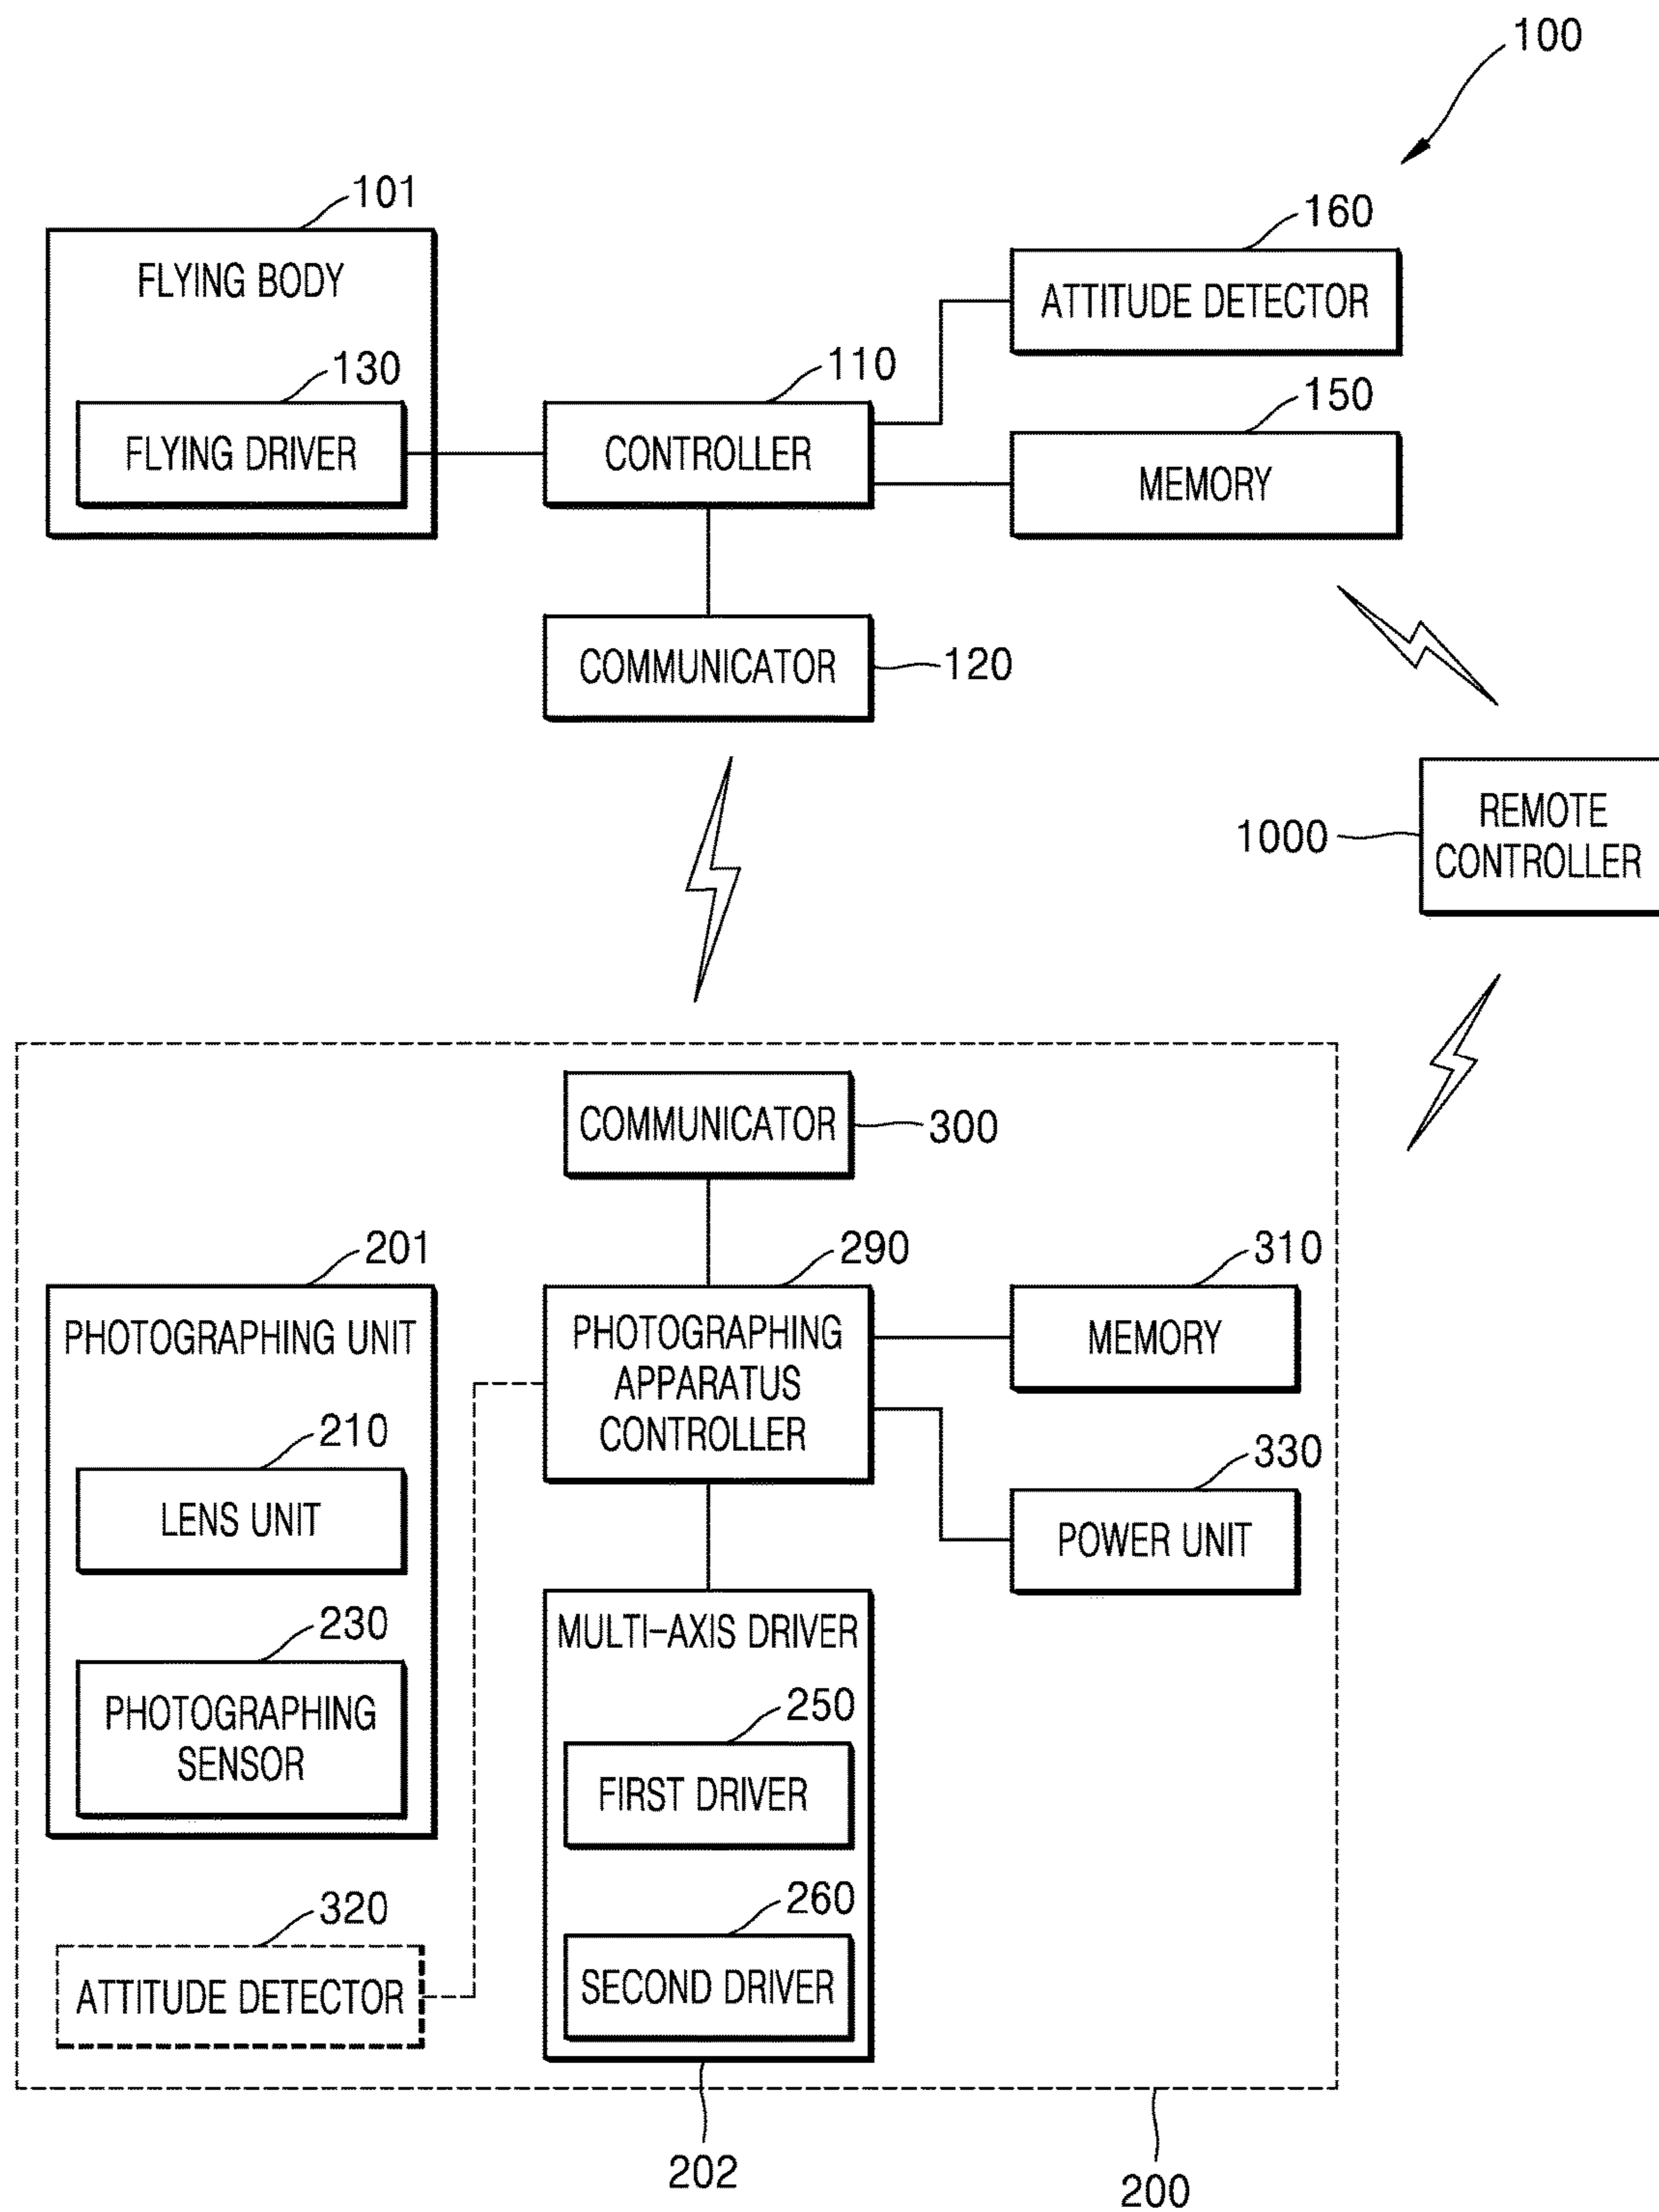 100
101
160
FLYING BODY
ATTITUDE DETECTOR
130
110
150
FLYING DRIVER
CONTROLLER
MEMORY
COMMUNICATOR
120
REMOTE
CONTROLLER
1000
COMMUNICATOR
300
201
290
310
PHOTOGRAPHING UNIT
PHOTOGRAPHING
APPARATUS
CONTROLLER
MEMORY
210
330
LENS UNIT
POWER UNIT
230
MULTI-AXIS DRIVER
PHOTOGRAPHING
SENSOR
250
FIRST DRIVER
320
260
ATTITUDE DETECTOR
SECOND DRIVER
202
200